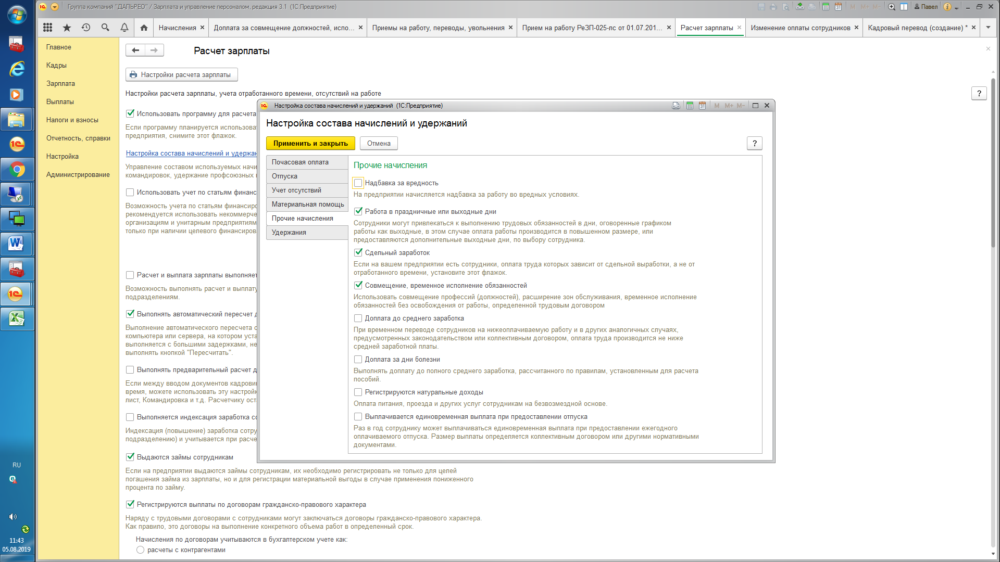 Группа компаний "ДАЛЬРЕО" / Зарплата и управление персоналом, редакция 3.1 (1С:Предприятие)
M M+ M- Павел
Начисления
Доплата за совмещение должностей, испо...
Приемы на работу, переводы, увольнения
Прием на работу РеЗП-025-лс от 01.07.201...
Расчет зарплаты
Изменение оплаты сотрудников
Кадровый перевод (создание) *
Главное
Кадры
Зарплата
Выплаты
Налоги и взносы
Отчетность, справки
Настройка
Администрирование
Расчет зарплаты
Настройки расчета зарплаты
?
Настройки расчета зарплаты, учета отработанного времени, отсутствий на работе
Использовать программу для расчета
Если программу планируется использоват
предприятия, снимите этот флажок.
Настройка состава начислений и удержан
Управление составом используемых начи
командировок, удержание профсоюзных
Использовать учет по статьям финанс
Возможность учета по статьям финансиро
рекомендуется использовать некоммерче
организациям и унитарным предприятиям
только при наличии целевого финансиров
Расчет и выплата зарплаты выполняет
Возможность выполнять расчет и выплату
подразделениям.
Выполнять автоматический пересчет д
Выполнение автоматического пересчета с
компьютера или сервера, на котором уста
выполняется с большими задержками, не
выполнять кнопкой "Пересчитать".
Выполнять предварительный расчет д
Если между вводом документов кадрови
время, можете использовать эту настройк
лист, Командировка и т.д. Расчетчику ост
Выполняется индексация заработка со
Индексация (повышение) заработка сотру
подразделению) и учитывается при расче
Выдаются займы сотрудникам
Если на предприятии выдаются займы сотрудникам, их необходимо регистрировать не только для целей
погашения займа из зарплаты, но и для регистрации материальной выгоды в случае применения пониженного
процента по займу.
Регистрируются выплаты по договорам гражданско-правового характера
Наряду с трудовыми договорами с сотрудниками могут заключаться договоры гражданско-правового характера.
Как правило, это договоры на выполнение конкретного объема работ в определенный срок.
Начисления по договорам учитываются в бухгалтерском учете как:
расчеты с контрагентами
Настройка состава начислений и удержаний (1С:Предприятие)
31 M M+ M-
Настройка состава начислений и удержаний
Применить и закрыть
Отмена
?
Почасовая оплата
Отпуска
Учет отсутствий
Материальная помощь
Прочие начисления
Удержания
Прочие начисления
Надбавка за вредность
На предприятии начисляется надбавка за работу во вредных условиях.
Работа в праздничные или выходные дни
Сотрудники могут привлекаться к выполнению трудовых обязанностей в дни, оговоренные графиком
работы как выходные, в этом случае оплата работы производится в повышенном размере, или
предоставляются дополнительные выходные дни, по выбору сотрудника.
Сдельный заработок
Если на вашем предприятии есть сотрудники, оплата труда которых зависит от сдельной выработки, а не от
отработанного времени, установите этот флажок.
Совмещение, временное исполнение обязанностей
Использовать совмещение профессий (должностей), расширение зон обслуживания, временное исполнение
обязанностей без освобождения от работы, определенной трудовым договором
Доплата до среднего заработка
При временном переводе сотрудников на нижеоплачиваемую работу и в других аналогичных случаях,
предусмотренных законодательством или коллективным договором, оплата труда производится не ниже
средней заработной платы.
Доплата за дни болезни
Выполнять доплату до полного среднего заработка, рассчитанного по правилам, установленным для расчета
пособий.
Регистрируются натуральные доходы
Оплата питания, проезда и других услуг сотрудникам на безвозмездной основе.
Выплачивается единовременная выплата при предоставлении отпуска
Раз в год сотруднику может выплачиваться единовременная выплата при предоставлении ежегодного
оплачиваемого отпуска. Размер выплаты определяется коллективным договором или другими нормативными
документами.
RU
11:43
05.08.2019